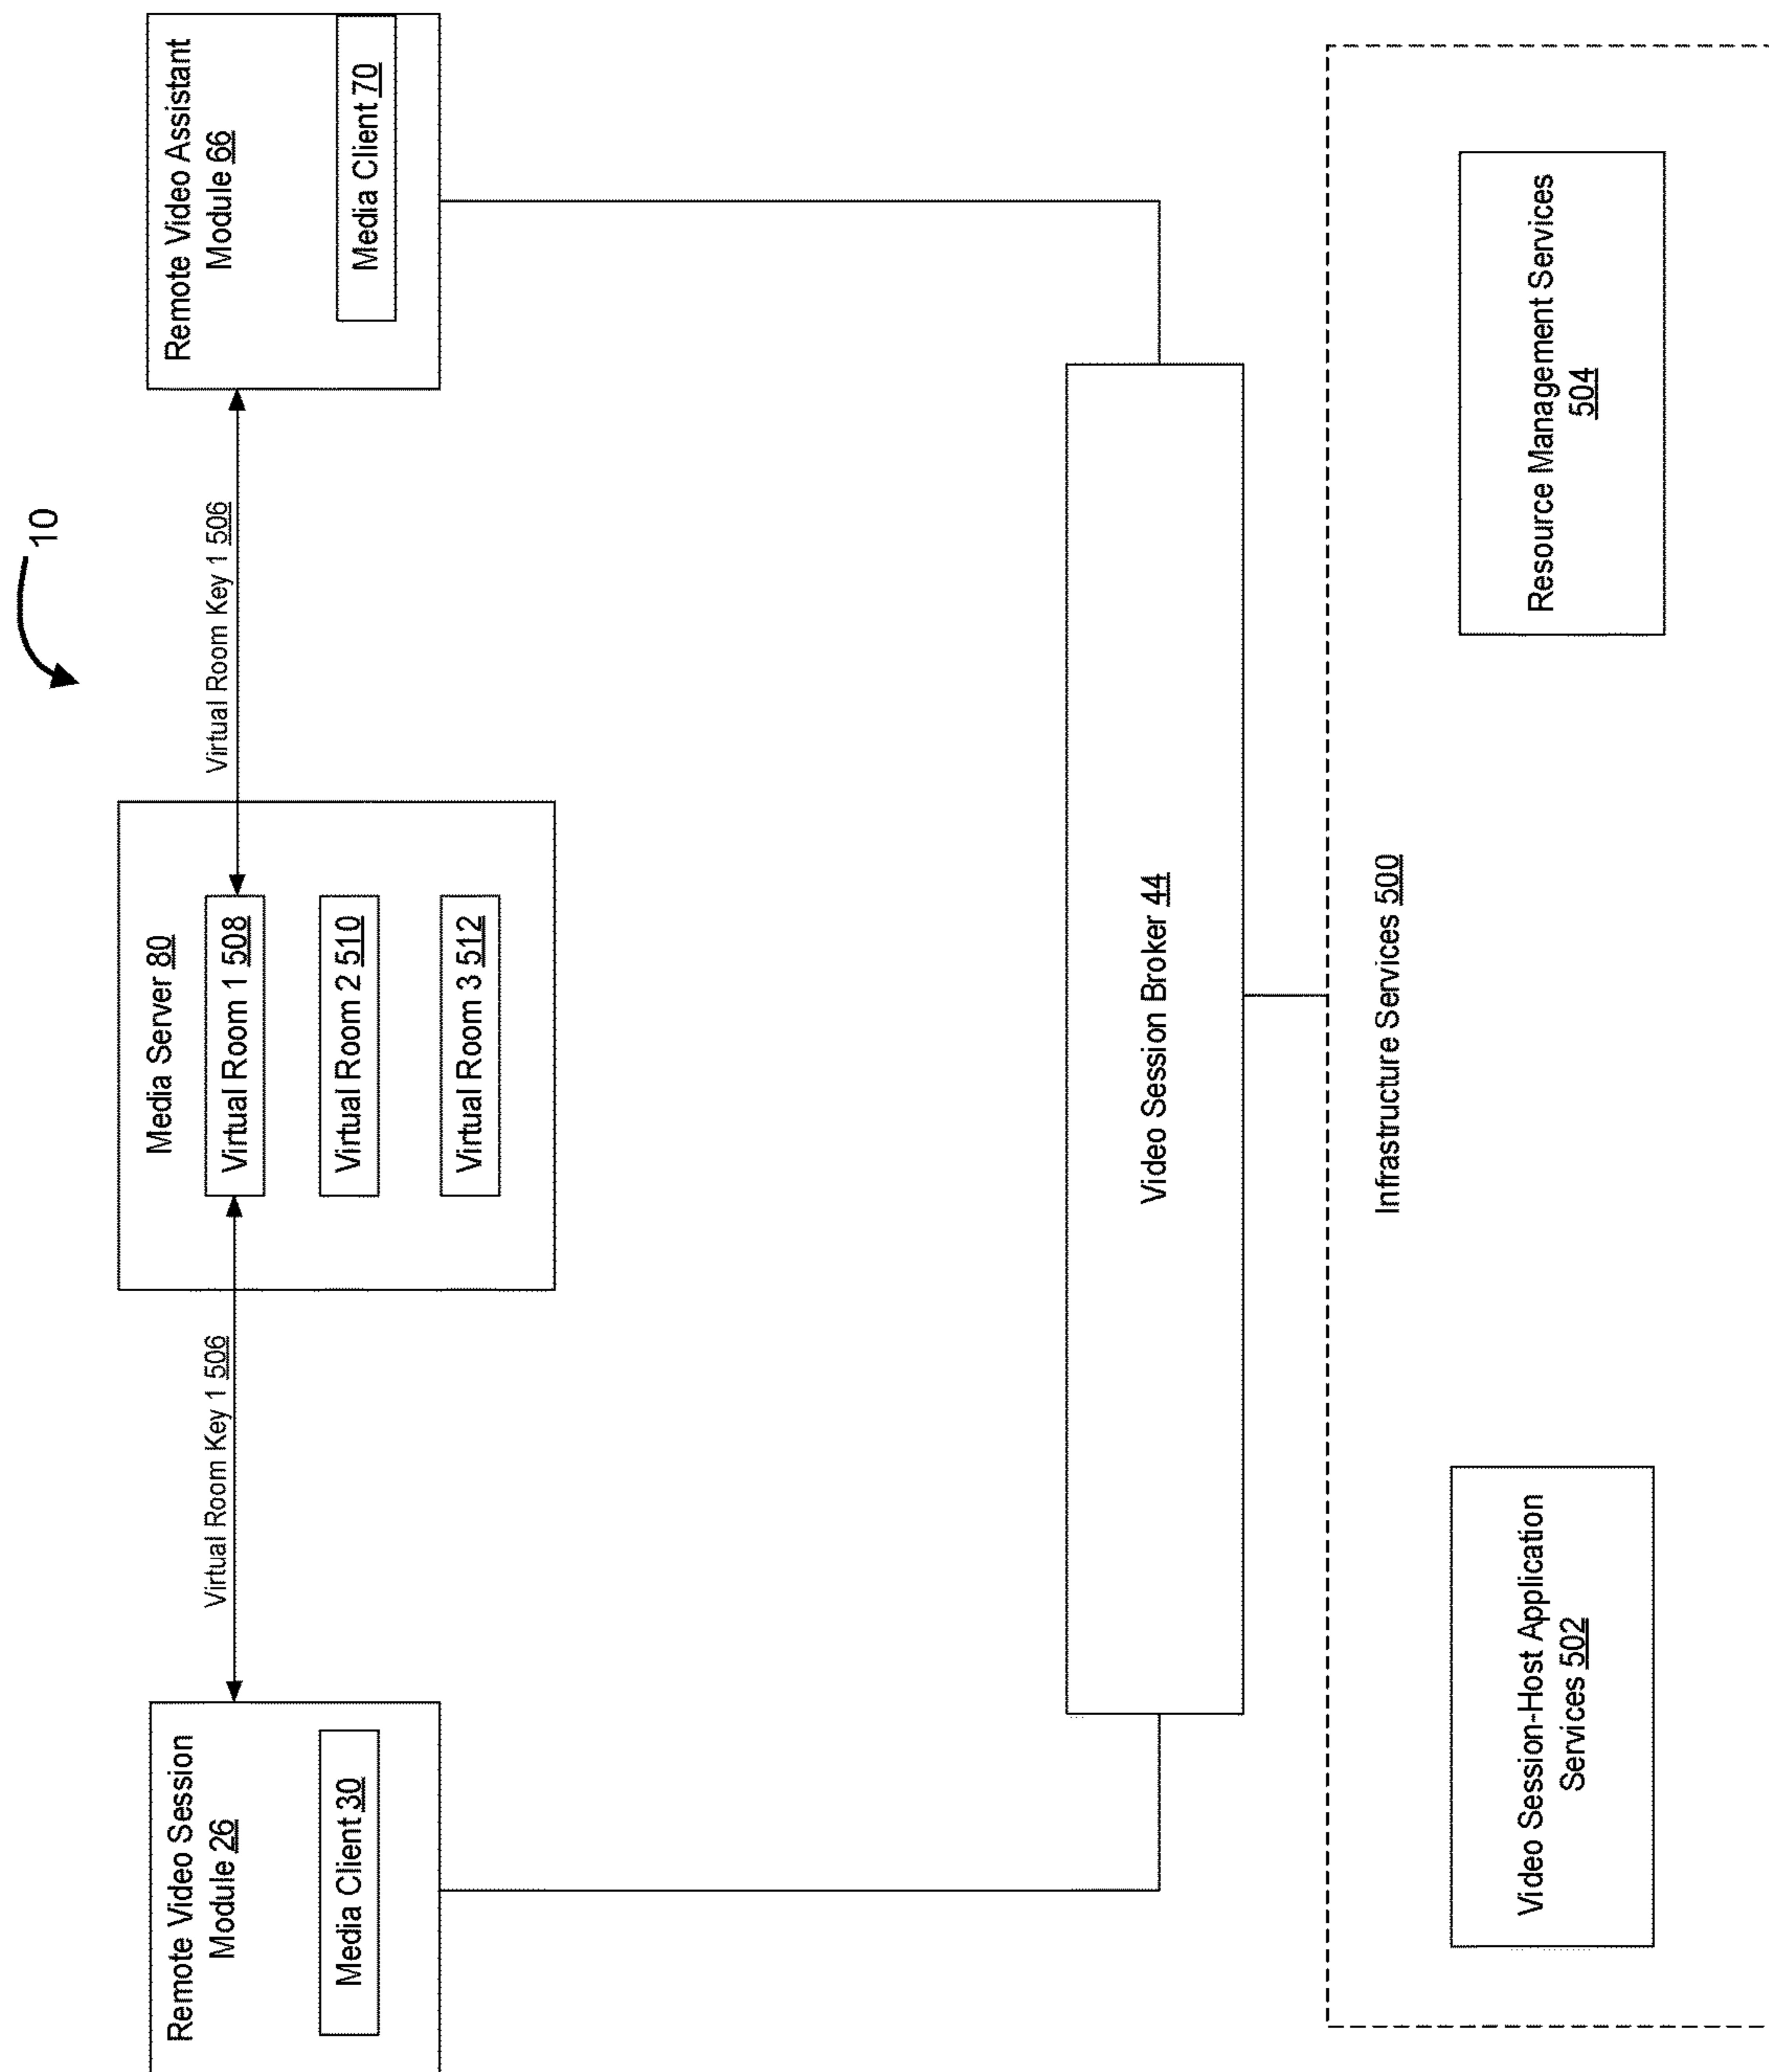 10
Remote Video Session
Module 26
Media Client 30
Virtual Room Key 1 506
Media Server 80
Virtual Room 1 508
Virtual Room 2 510
Virtual Room 3 512
Virtual Room Key 1 506
Remote Video Assistant
Module 66
Media Client 70
Video Session Broker 44
Infrastructure Services 500
Video Session-Host Application
Services 502
Resource Management Services
504